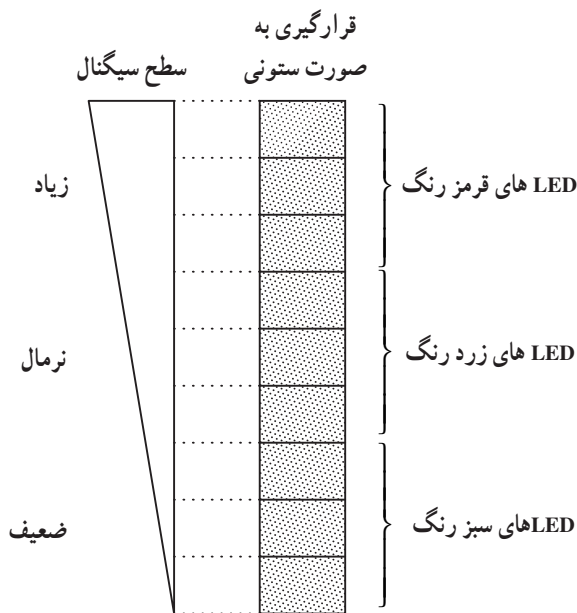 قرارگیری به
صورت ستونی
سطح سیگنال
LED های قرمز رنگ
زیاد
LED های زرد رنگ
نرمال
LEDهای سبز رنگ
ضعیف